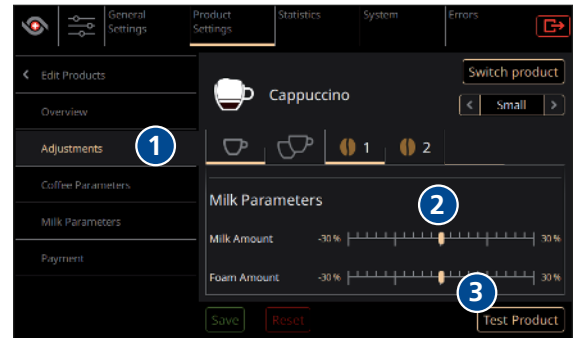 General
Settings
Product
Settings
Statistics
System
Errors
Edit Products
Switch product
Overview
Cappuccino
< Small >
Adjustments
1
1
2
Coffee Parameters
Milk Parameters
Milk Parameters
2
Milk Amount -30 % 30 %
Payment
Foam Amount -30 % 30 %
3
Save Reset Test Product